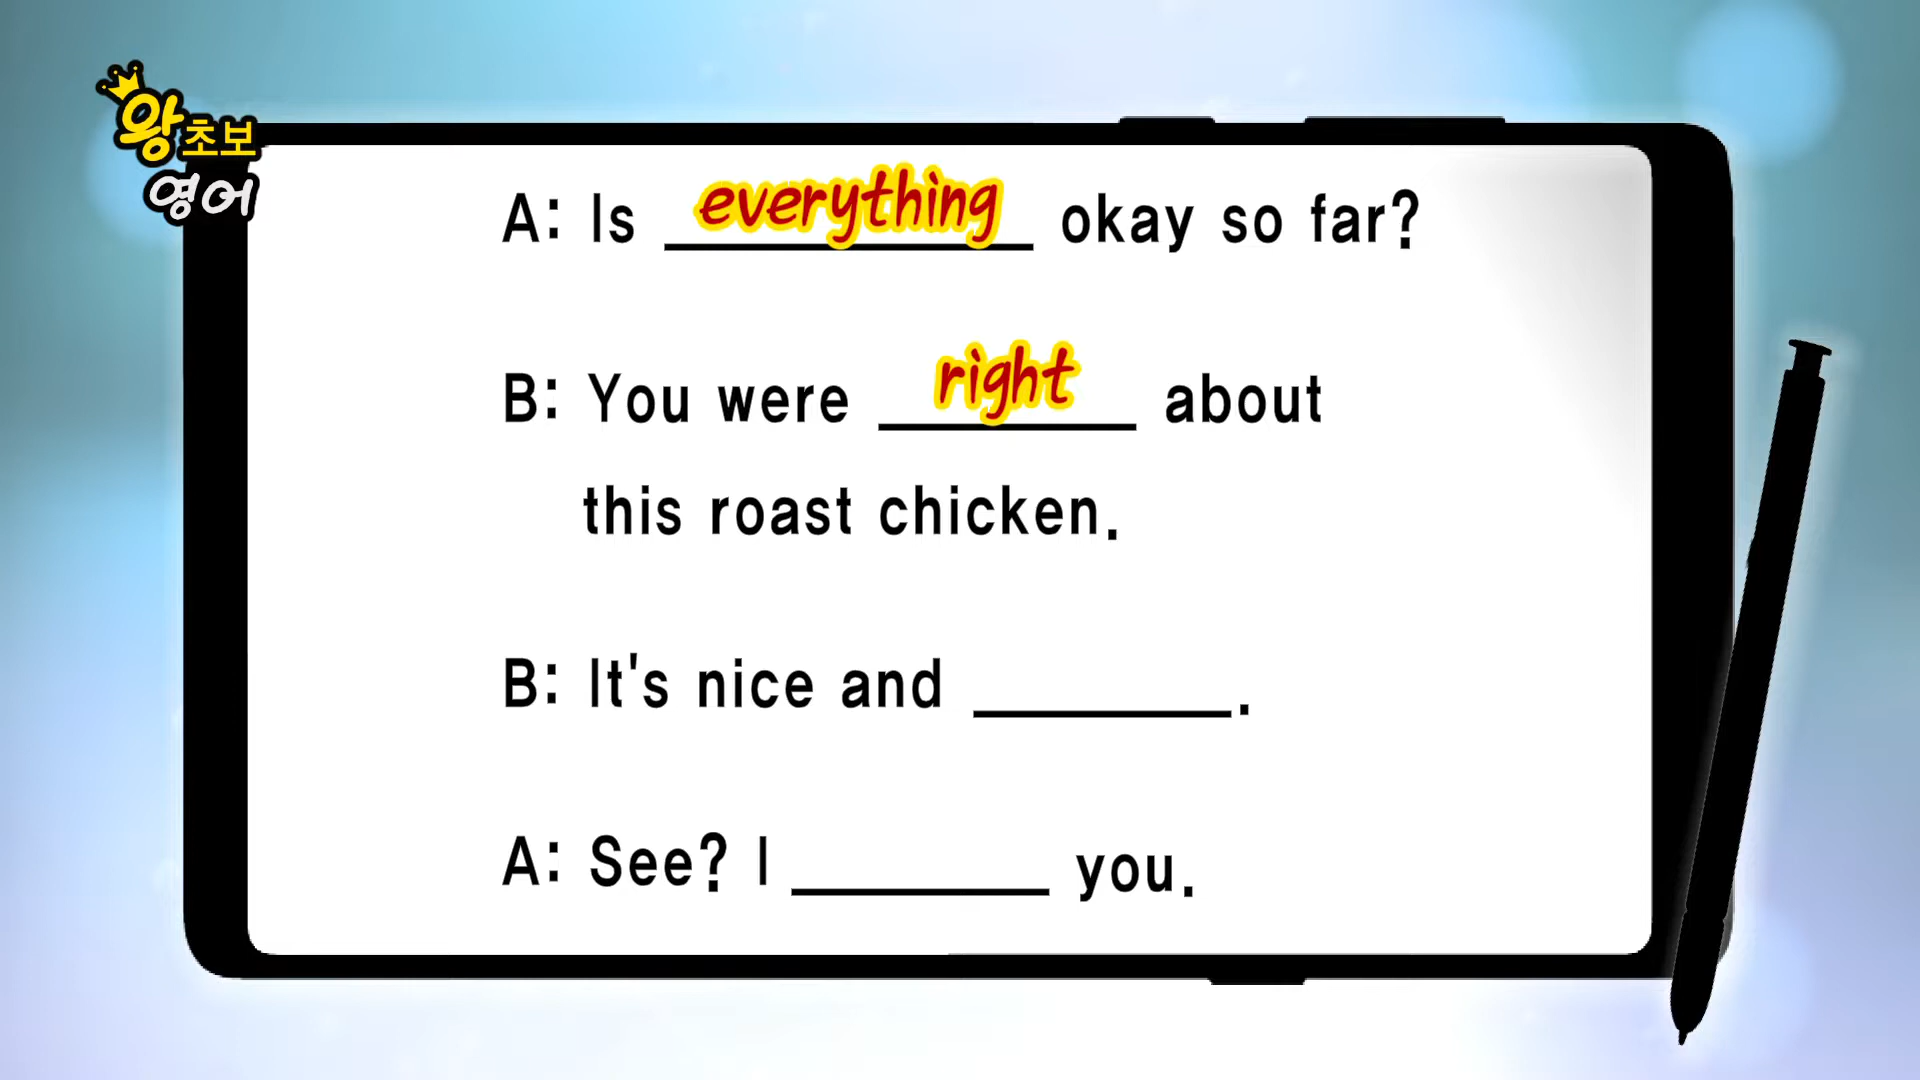 왕초보
영어
A: Is everything okay so far?
B: You were right about
this roast chicken.
B: It's nice and ________.
A: See? I ________ you.